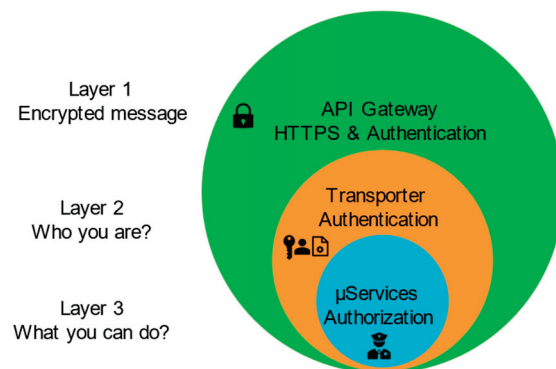 Layer 1
Encrypted message
API Gateway
HTTPS & Authentication
Layer 2
Who you are?
Transporter
Authentication
Layer 3
What you can do?
µServices
Authorization